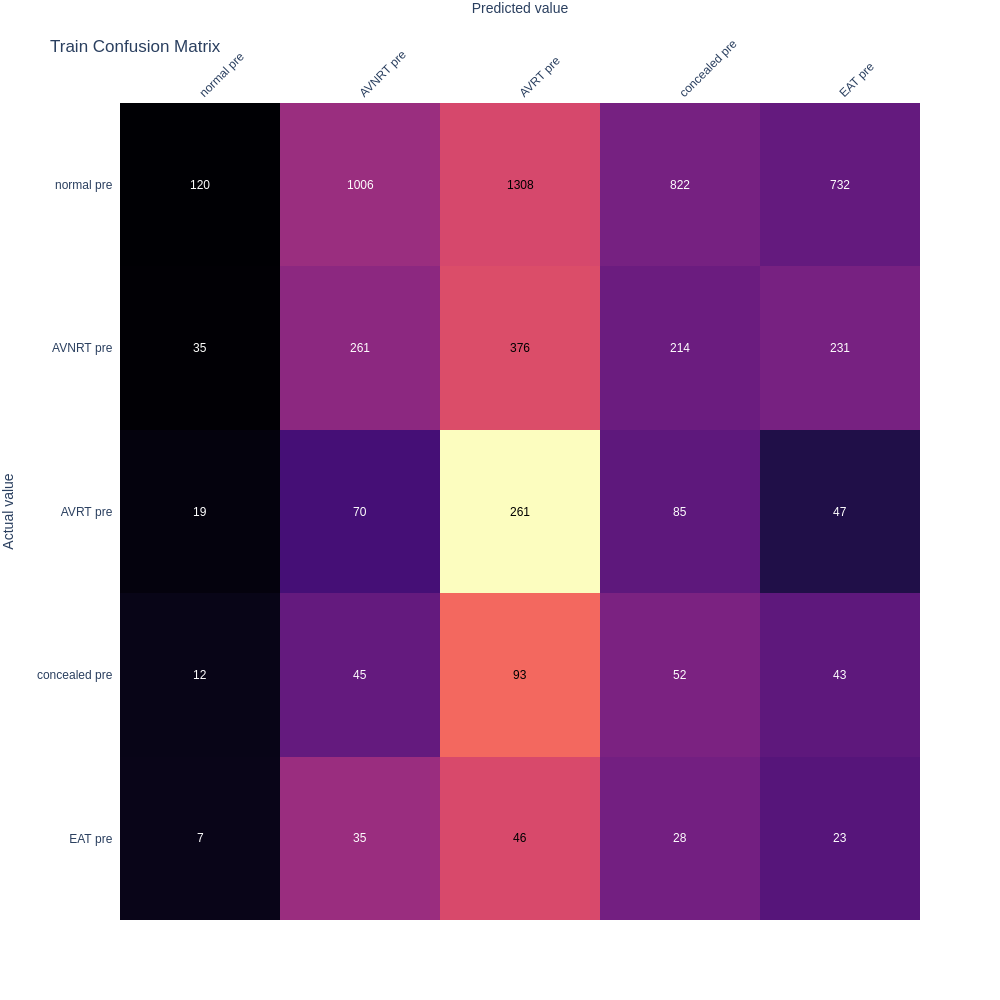 Predicted value
Train Confusion Matrix
normal pre
AVNRT pre
AVRT pre
concealed pre
EAT pre
normal pre 120 1006 1308 822 732
AVNRT pre 35 261 376 214 231
AVRT pre 19 70 261 85 47
concealed pre 12 45 93 52 43
EAT pre 7 35 46 28 23
Actual value